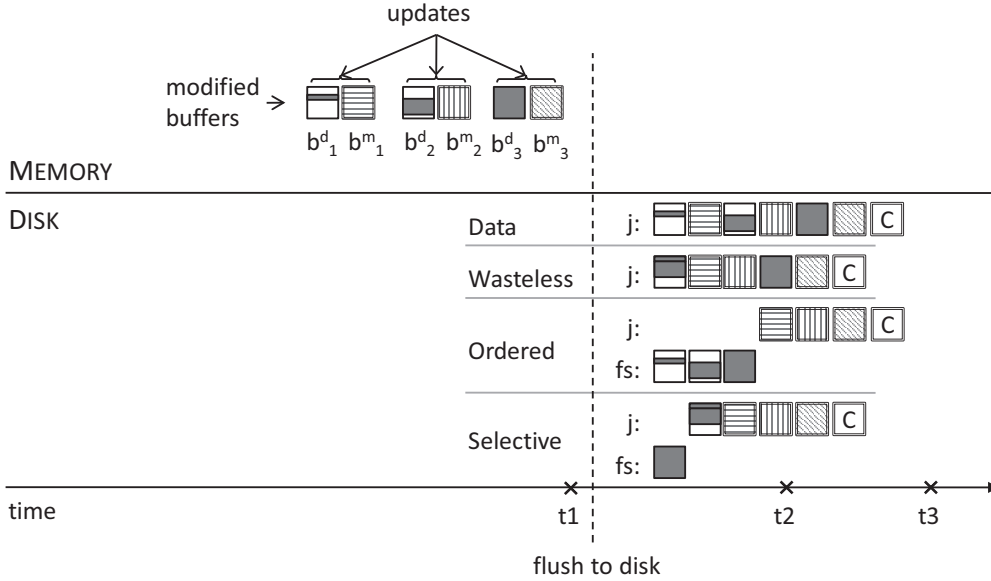 updates
modified
buffers
b^d_1 b^m_1 b^d_2 b^m_2 b^d_3 b^m_3
MEMORY
DISK
Data j: C
Wasteless j: C
j: C
Ordered
fs:
j: C
Selective
fs:
time t1 t2 t3
flush to disk